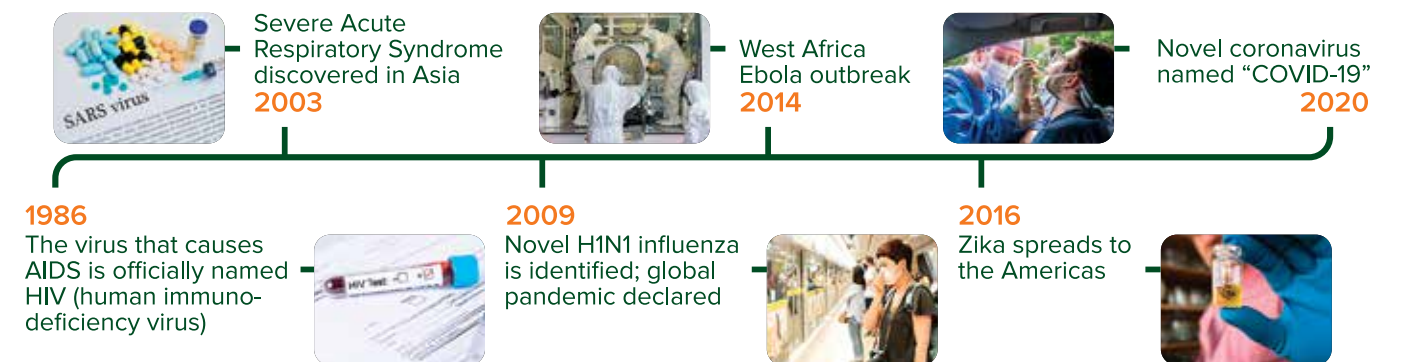 Severe Acute
Respiratory Syndrome
discovered in Asia
2003
West Africa
Ebola outbreak
2014
Novel coronavirus
named “COVID-19”
2020
SARS virus
1986
The virus that causes
AIDS is officially named
HIV (human immuno-
deficiency virus)
HIV Test:
2009
Novel H1N1 influenza
is identified; global
pandemic declared
2016
Zika spreads to
the Americas